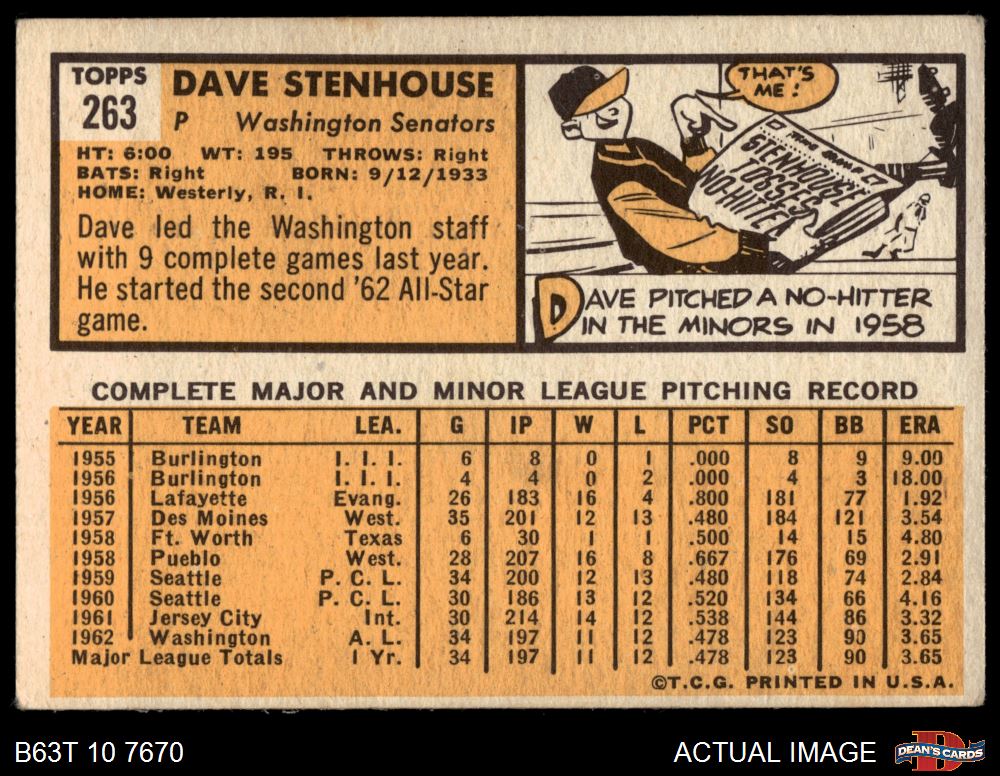 TOPPS
263
DAVE STENHOUSE
P Washington Senators
HT: 6:00 WT: 195 THROWS: Right
BATS: Right BORN: 9/12/1933
HOME: Westerly, R. I.
Dave led the Washington staff
with 9 complete games last year.
He started the second '62 All-Star
game.
THAT'S
ME!
STENHOUSE
TOSSES
NO-HITTER
DAVE PITCHED A NO-HITTER
IN THE MINORS IN 1958
COMPLETE MAJOR AND MINOR LEAGUE PITCHING RECORD
YEAR TEAM LEA. G IP W L PCT SO BB ERA
1955 Burlington I. I. I. 6 8 0 1 .000 8 9 9.00
1956 Burlington I. I. I. 4 4 0 2 .000 4 3 18.00
1956 Lafayette Evang. 26 183 16 4 .800 181 77 1.92
1957 Des Moines West. 35 201 12 13 .480 184 121 3.54
1958 Ft. Worth Texas 6 30 1 1 .500 14 15 4.80
1958 Pueblo West. 28 207 16 8 .667 176 69 2.91
1959 Seattle P. C. L. 34 200 12 13 .480 118 74 2.84
1960 Seattle P. C. L. 30 186 13 12 .520 134 66 4.16
1961 Jersey City Int. 30 214 14 12 .538 144 86 3.32
1962 Washington A. L. 34 197 11 12 .478 123 90 3.65
Major League Totals 1 Yr. 34 197 11 12 .478 123 90 3.65
©T.C.G. PRINTED IN U.S.A.
B63T 10 7670
ACTUAL IMAGE
DEAN'S CARDS